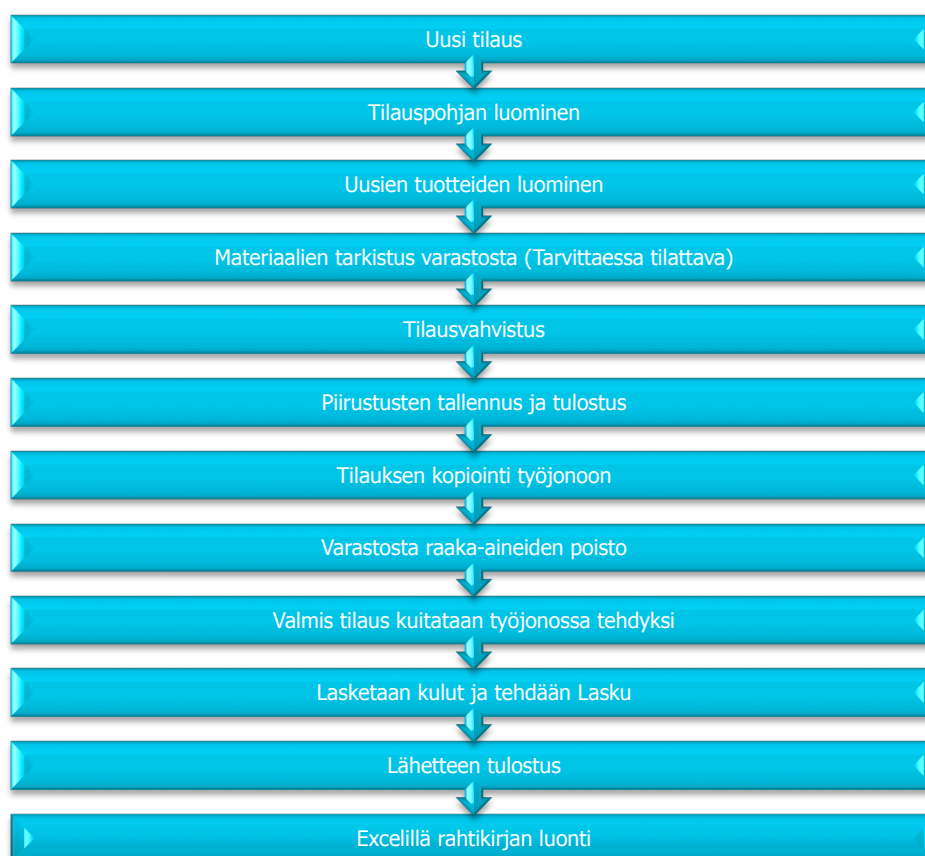 Uusi tilaus
Tilauspohjan luominen
Uusien tuotteiden luominen
Materiaalien tarkistus varastosta (Tarvittaessa tilattava)
Tilausvahvistus
Piirustusten tallennus ja tulostus
Tilauksen kopiointi työjonoon
Varastosta raaka-aineiden poisto
Valmis tilaus kuitataan työjonossa tehdyksi
Lasketaan kulut ja tehdään Lasku
Lähetteen tulostus
Excelillä rahtikirjan luonti